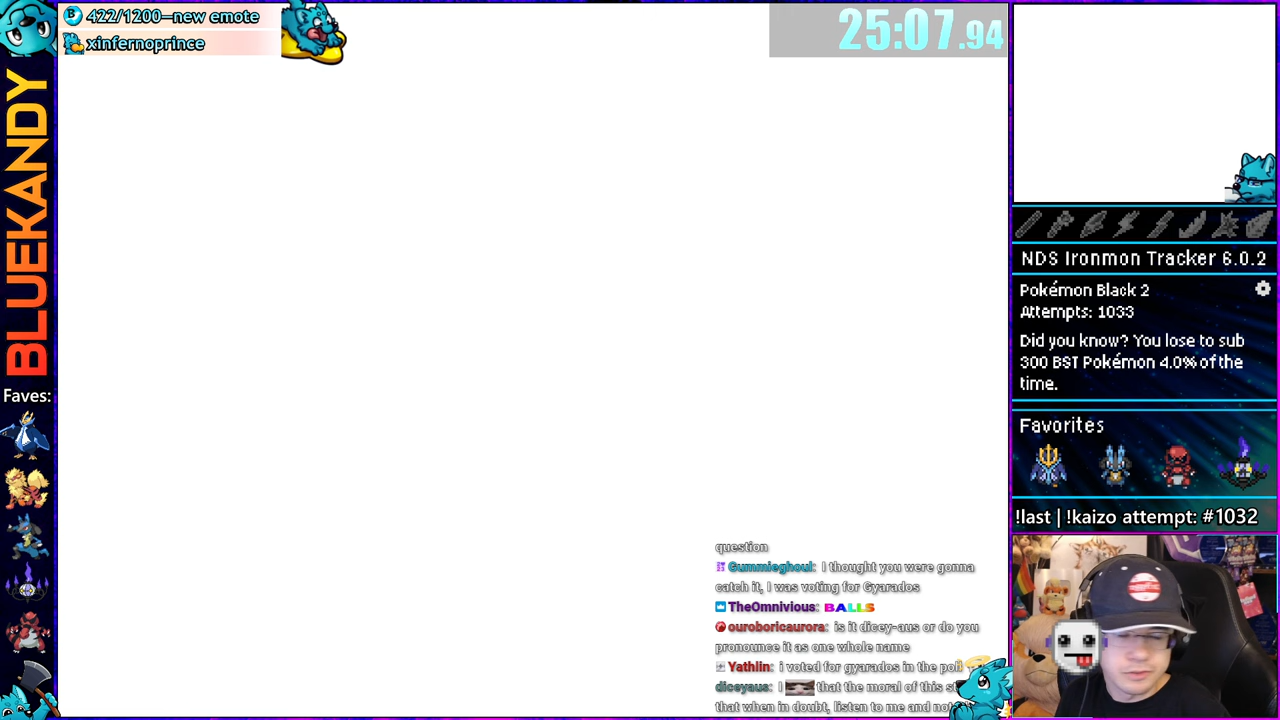 422/1200—new emote
xinfernoprince
25:07.94
BLUEKANDY
Faves:
NDS Ironmon Tracker 6.0.2
Pokémon Black 2
Attempts: 1033
Did you know? You lose to sub
300 BST Pokémon 4.0% of the
time.
Favorites
!last | !kaizo attempt: #1032
question
Gummieghoul: I thought you were gonna
catch it, I was voting for Gyarados
TheOmnivious: BALLS
ouroboricaurora: is it dicey-aus or do you
pronounce it as one whole name
Yathlin: i voted for gyarados in the poll
diceyaus: I that the moral of this
that when in doubt, listen to me and not